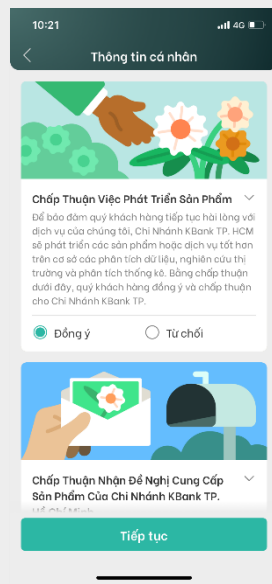 10:21
4G
Thông tin cá nhân
Chấp Thuận Việc Phát Triển Sản Phẩm
Để bảo đảm quý khách hàng tiếp tục hài lòng với
dịch vụ của chúng tôi, Chi Nhánh KBank TP. HCM
sẽ phát triển các sản phẩm hoặc dịch vụ tốt hơn
trên cơ sở các phân tích dữ liệu, nghiên cứu thị
trường và phân tích thống kê. Bằng chấp thuận
dưới đây, quý khách hàng đồng ý và chấp thuận
cho Chi Nhánh KBank TP.
Đồng ý
Từ chối
Chấp Thuận Nhận Đề Nghị Cung Cấp
Sản Phẩm Của Chi Nhánh KBank TP.
Hồ Chí Minh
Tiếp tục